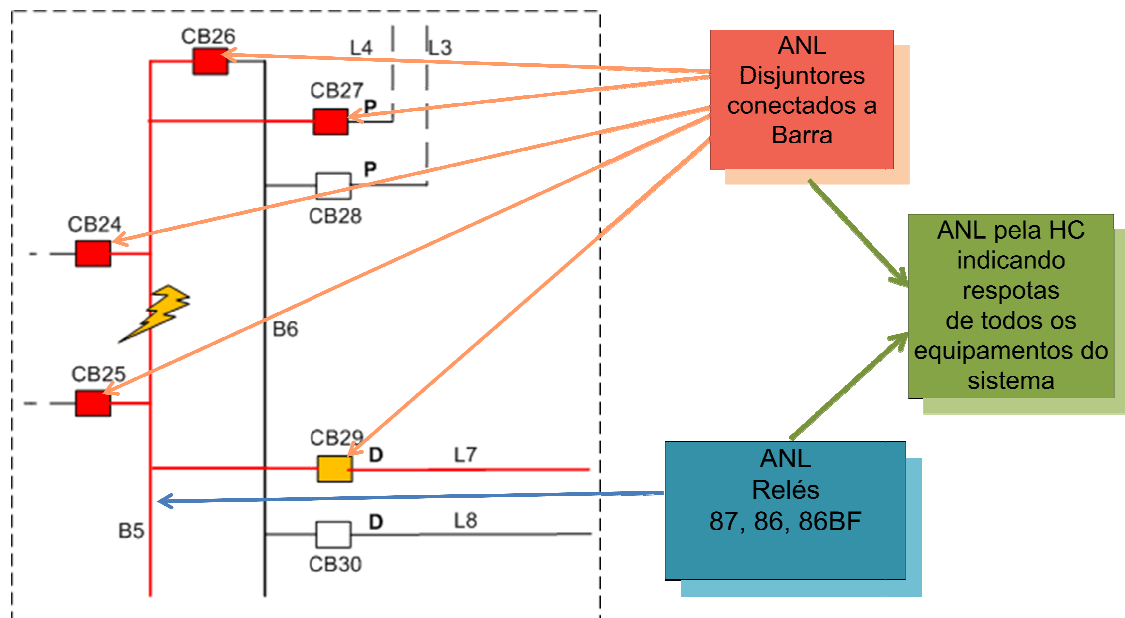 CB26
L4
L3
CB27
P
P
CB28
CB24
B6
CB25
CB29
D
L7
B5
D
L8
CB30
ANL
Disjuntores
conectados a
Barra
ANL pela HC
indicando
respotas
de todos os
equipamentos do
sistema
ANL
Relés
87, 86, 86BF